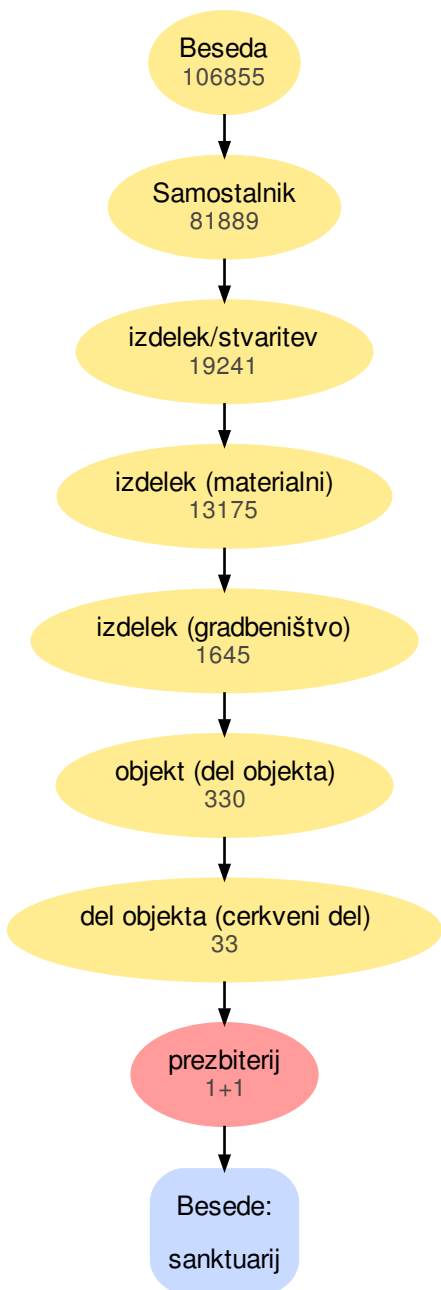 Beseda
106855
Samostalnik
81889
izdelek/stvaritev
19241
izdelek (materialni)
13175
izdelek (gradbeništvo)
1645
objekt (del objekta)
330
del objekta (cerkveni del)
33
prezbiterij
1+1
Besede:
sanktuarij